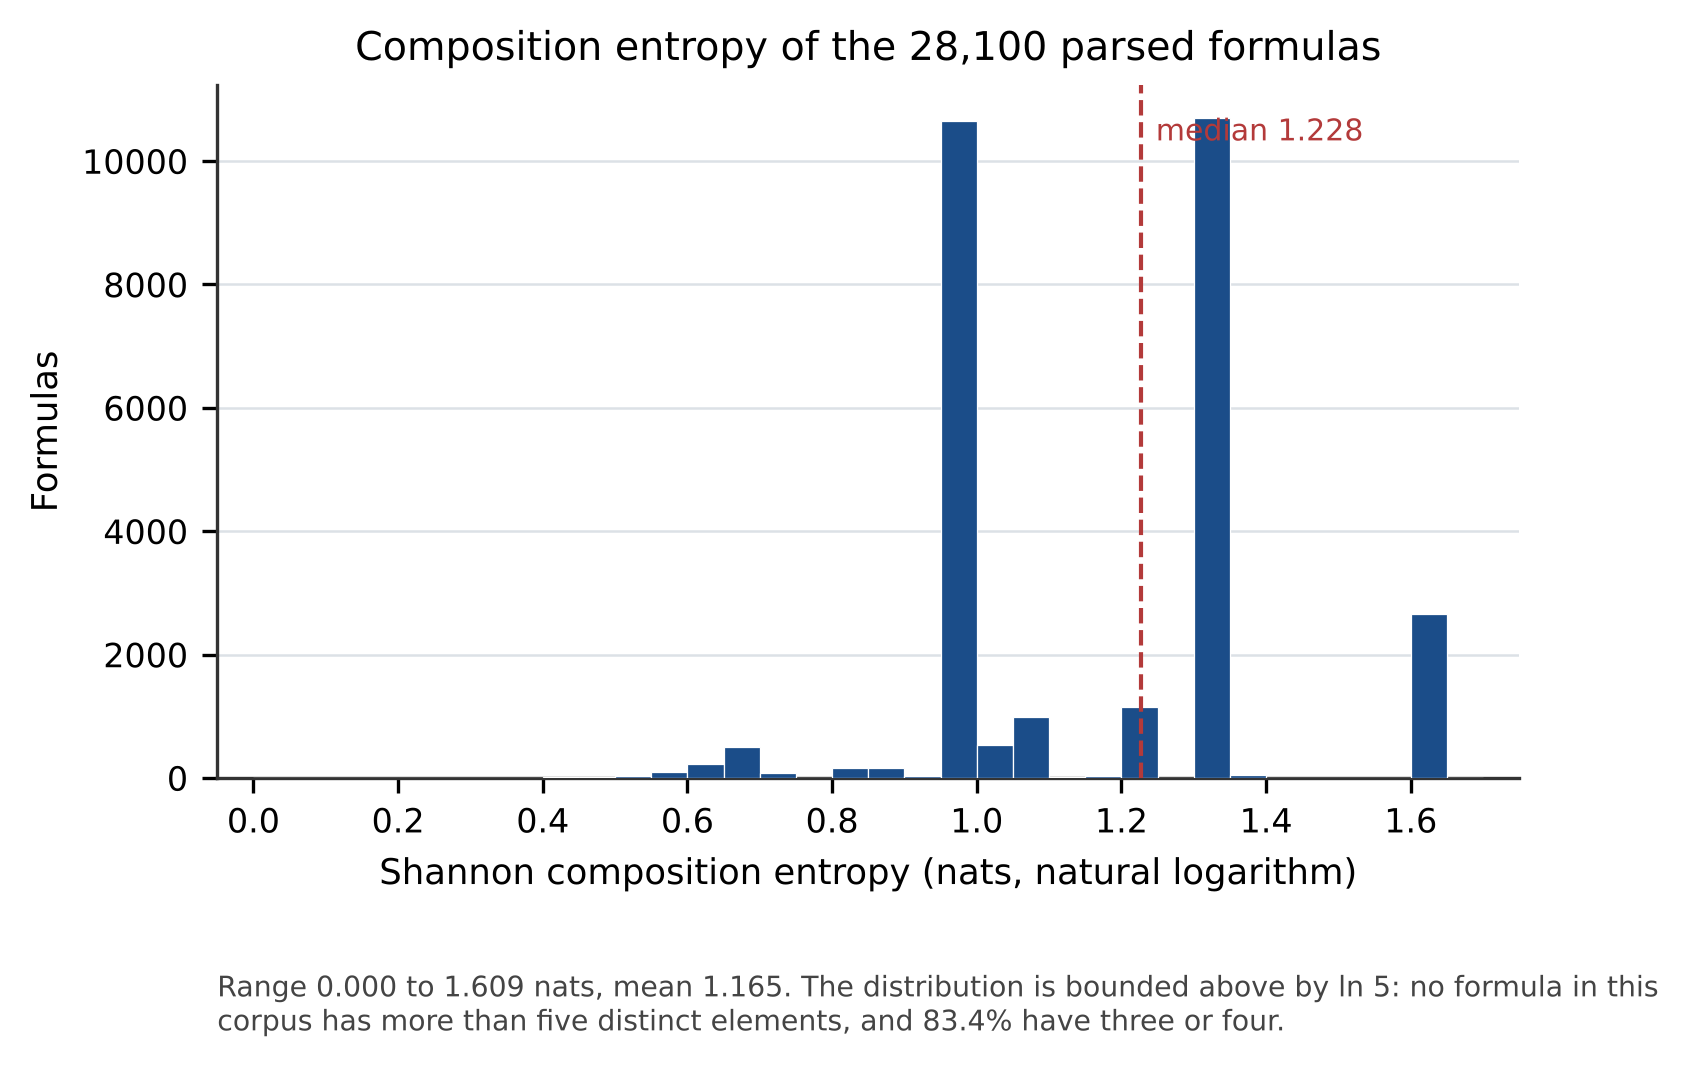 Composition entropy of the 28,100 parsed formulas
median 1.228
10000
8000
6000
4000
2000
0
Formulas
0.0 0.2 0.4 0.6 0.8 1.0 1.2 1.4 1.6
Shannon composition entropy (nats, natural logarithm)
Range 0.000 to 1.609 nats, mean 1.165. The distribution is bounded above by ln 5: no formula in this
corpus has more than five distinct elements, and 83.4% have three or four.